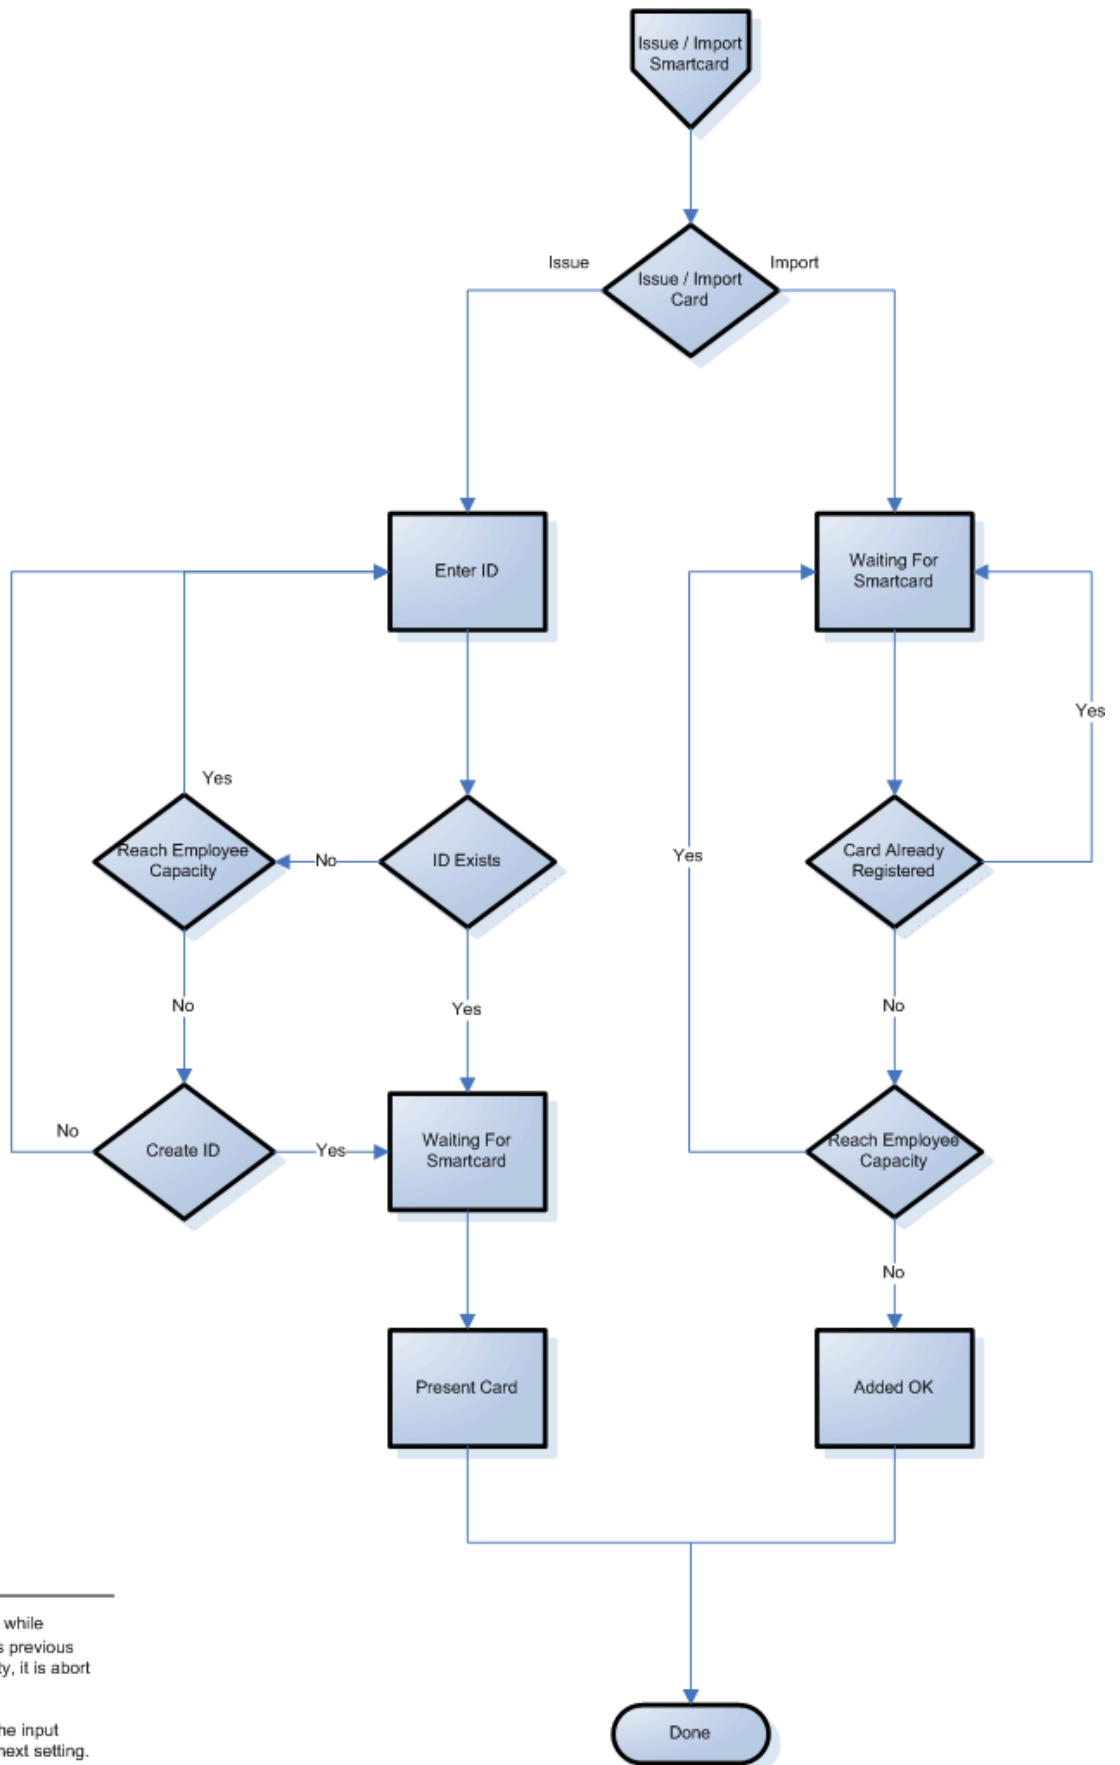 Issue / Import
Smartcard
Issue
Import
Issue / Import
Card
Enter ID
Waiting For
Smartcard
Yes
Yes
Reach Employee
Capacity
No
ID Exists
Yes
Card Already
Registered
No
Yes
No
No
Create ID
Yes
Waiting For
Smartcard
Reach Employee
Capacity
No
Present Card
Added OK
while
s previous
ty, it is abort
he input
next setting.
Done